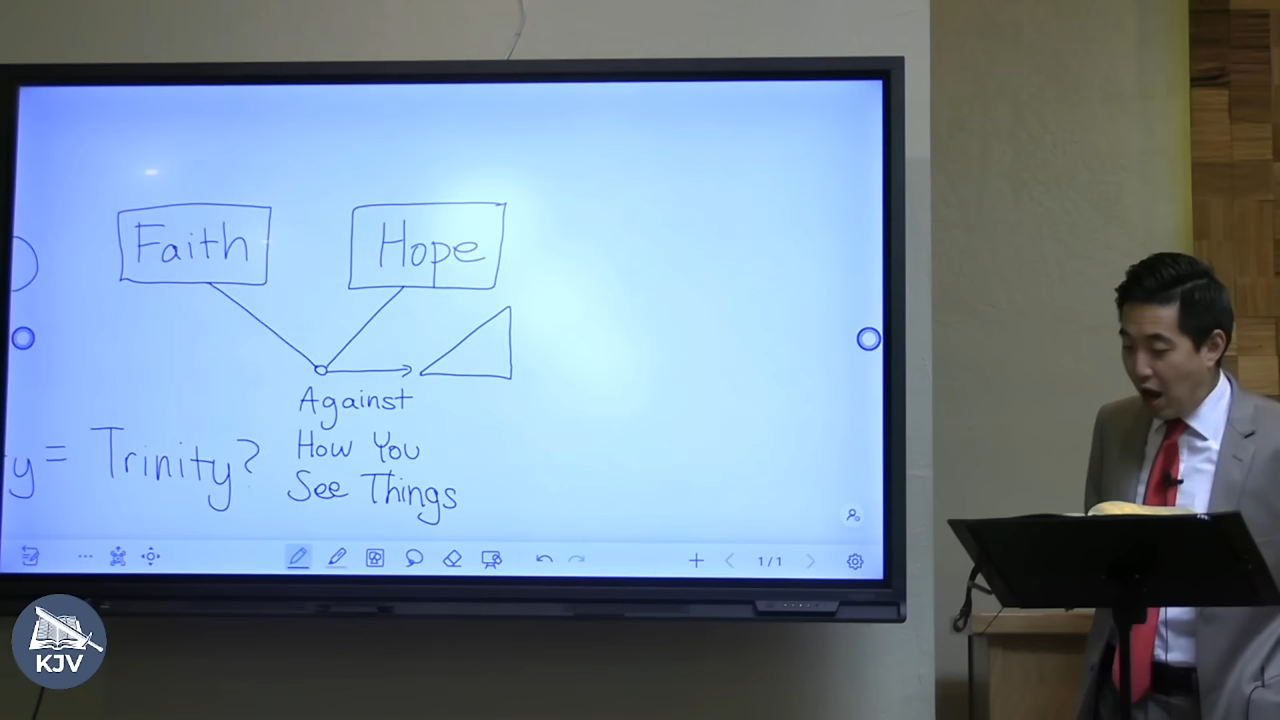 Faith
Hope
Against
How You
See Things
y = Trinity?
1/1
KJV